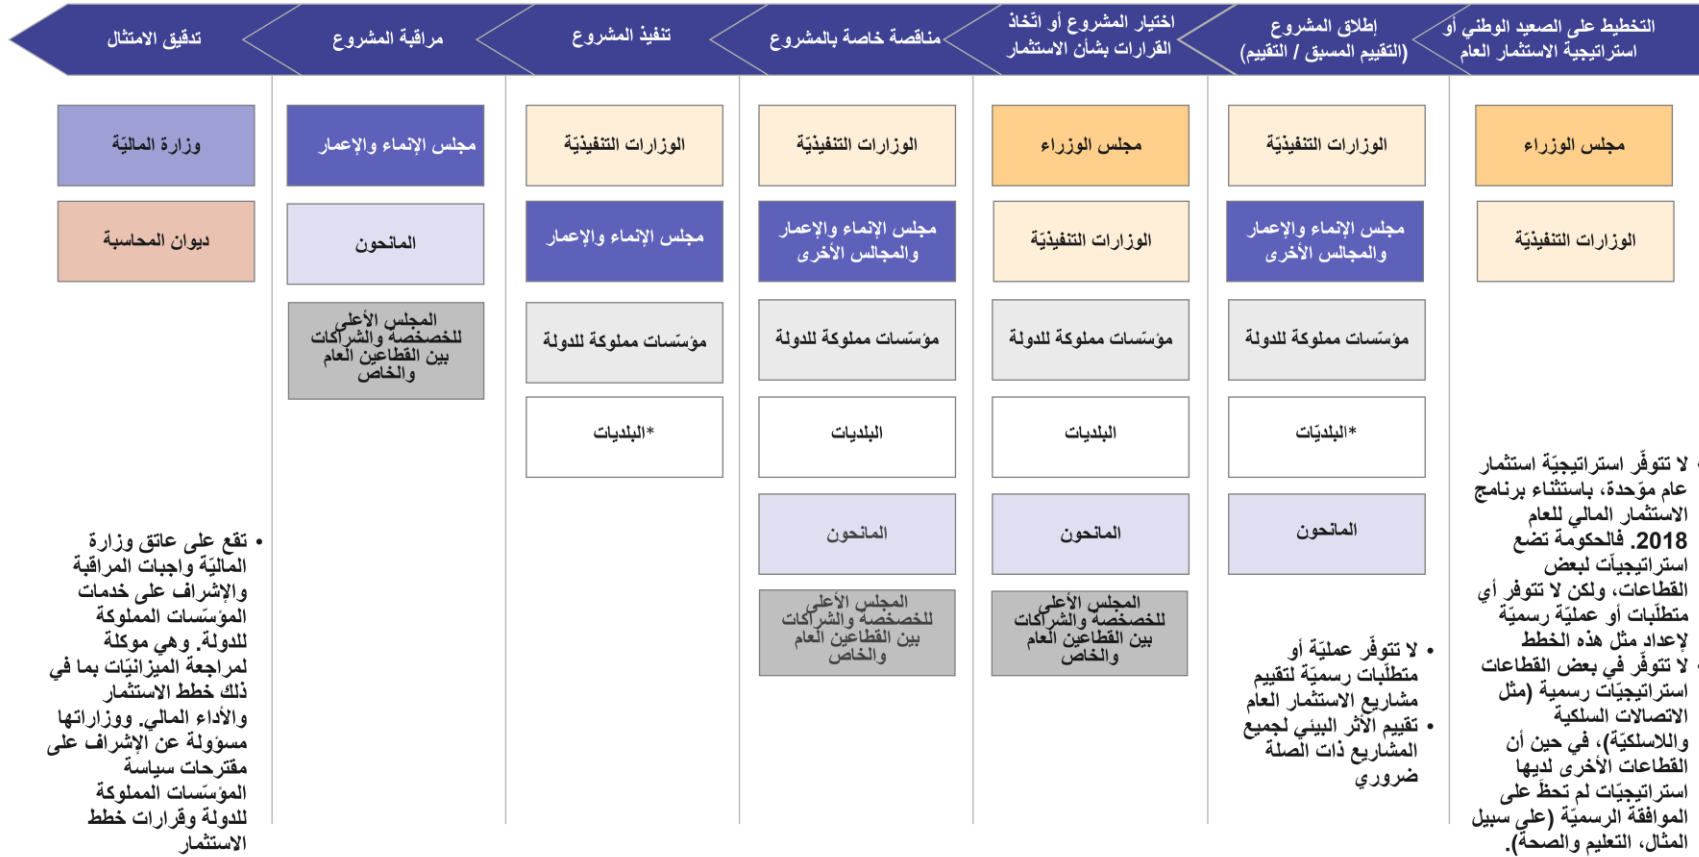 التخطيط على الصعيد الوطني أو
استراتيجية الاستثمار العام
إطلاق المشروع
(التقييم المسبق / التقييم)
اختيار المشروع أو اتّخاذ
القرارات بشأن الاستثمار
مناقصة خاصة بالمشروع
تنفيذ المشروع
مراقبة المشروع
تدقيق الامتثال
مجلس الوزراء
الوزارات التنفيذيّة
• لا تتوفّر استراتيجيّة استثمار
عام موّحدة، باستثناء برنامج
الاستثمار المالي للعام
2018. فالحكومة تضع
استراتيجيّات لبعض
القطاعات، ولكن لا تتوفر أي
متطلّبات أو عمليّة رسميّة
لإعداد مثل هذه الخطط
• لا تتوفّر في بعض القطاعات
استراتيجيّات رسمية (مثل
الاتصالات السلكية
واللاسلكيّة)، في حين أن
القطاعات الأخرى لديها
استراتيجيّات لم تحظَ على
الموافقة الرسميّة (على سبيل
المثال، التعليم والصحة).
الوزارات التنفيذيّة
مجلس الإنماء والإعمار
والمجالس الأخرى
مؤسّسات مملوكة للدولة
*البلديّات
المانحون
• لا تتوفّر عمليّة أو
متطلّبات رسميّة لتقييم
مشاريع الاستثمار العام
• تقييم الأثر البيئي لجميع
المشاريع ذات الصلة
ضروري
مجلس الوزراء
الوزارات التنفيذيّة
مؤسّسات مملوكة للدولة
البلديات
المانحون
المجلس الأعلى
للخصخصة والشراكات
بين القطاعين العام
والخاص
الوزارات التنفيذيّة
مجلس الإنماء والإعمار
والمجالس الأخرى
مؤسّسات مملوكة للدولة
البلديات
المانحون
المجلس الأعلى
للخصخصة والشراكات
بين القطاعين العام
والخاص
الوزارات التنفيذيّة
مجلس الإنماء والإعمار
مؤسّسات مملوكة للدولة
*البلديات
مجلس الإنماء والإعمار
المانحون
المجلس الأعلى
للخصخصة والشراكات
بين القطاعين العام
والخاص
وزارة الماليّة
ديوان المحاسبة
• تقع على عاتق وزارة
الماليّة واجبات المراقبة
والإشراف على خدمات
المؤسّسات المملوكة
للدولة. وهي موكلة
لمراجعة الميزانيّات بما في
ذلك خطط الاستثمار
والأداء المالي. ووزاراتها
مسؤولة عن الإشراف على
مقترحات سياسة
المؤسّسات المملوكة
للدولة وقرارات خطط
الاستثمار